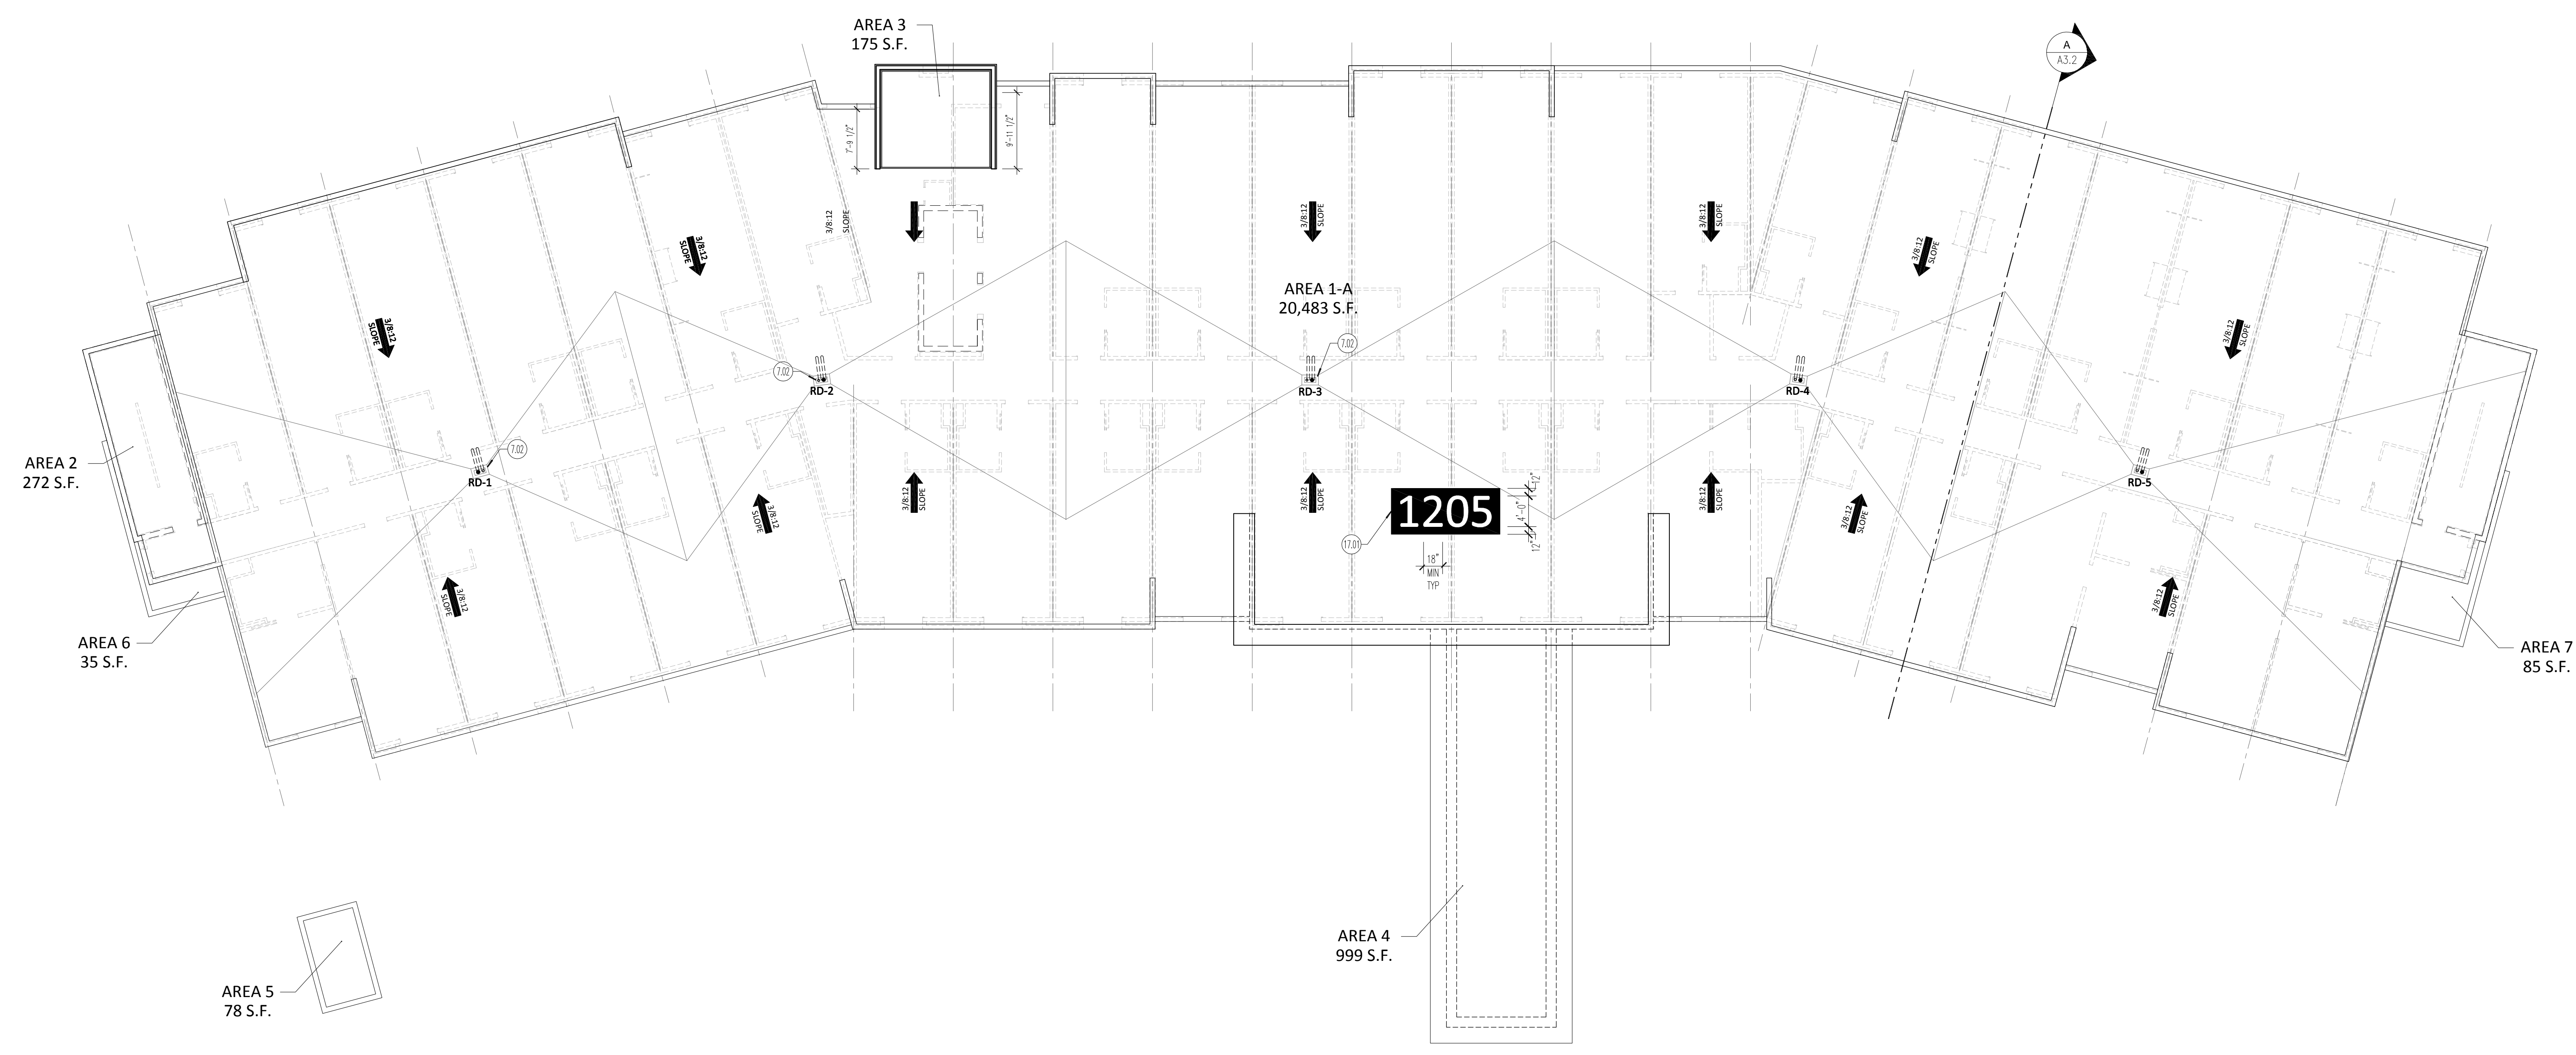 AREA 3
175 S.F.
A
A3.2
7'-9 1/2"
9'-11 1/2"
3/8:12
SLOPE
3/8:12
SLOPE
3/8:12
SLOPE
3/8:12
SLOPE
3/8:12
SLOPE
3/8:12
SLOPE
3/8:12
SLOPE
AREA 1-A
20,483 S.F.
7.02
7.02
RD-2
RD-3
RD-4
7.02
RD-1
RD-5
AREA 2
272 S.F.
3/8:12
SLOPE
3/8:12
SLOPE
3/8:12
SLOPE
3/8:12
SLOPE
3/8:12
SLOPE
1205
12"
4'-0"
12"
17.01
18"
MIN
TYP
3/8:12
SLOPE
3/8:12
SLOPE
AREA 6
35 S.F.
AREA 7
85 S.F.
AREA 4
999 S.F.
AREA 5
78 S.F.